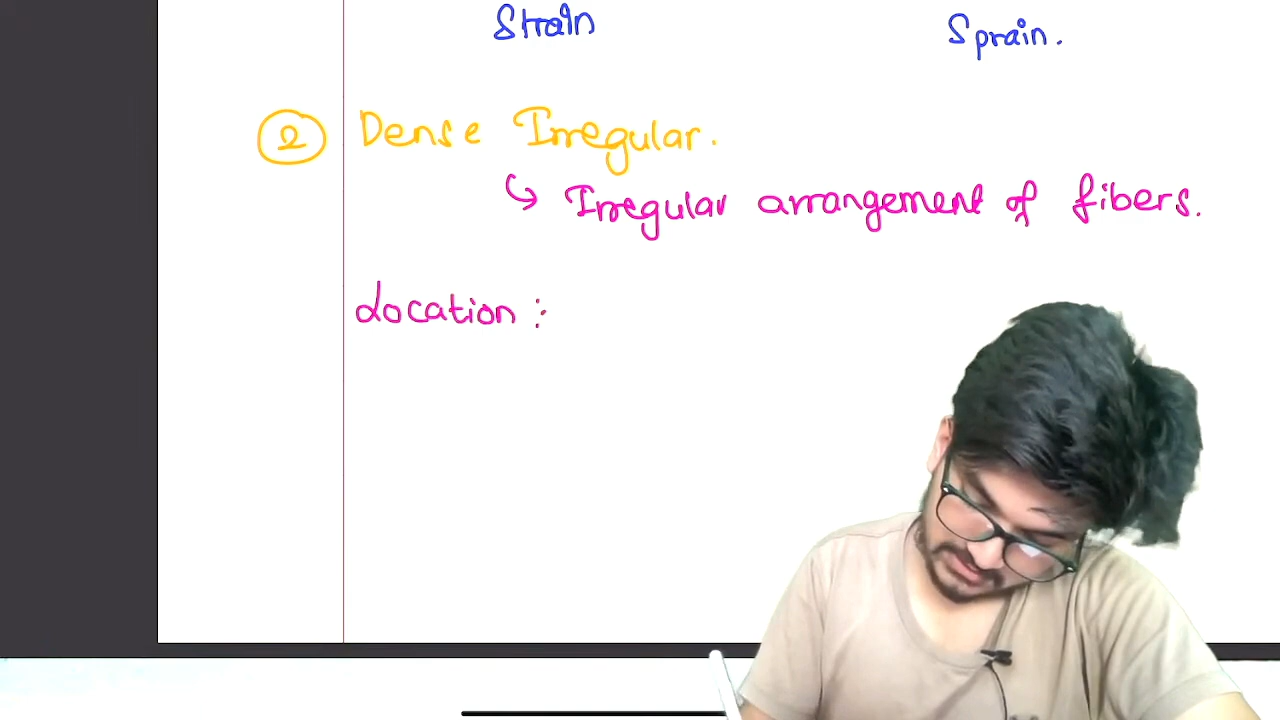 Strain Sprain.
2 Dense Irregular.
↳ Irregular arrangement of fibers.
Location :